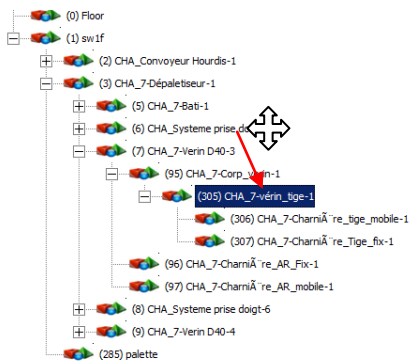 (0) Floor
(1) sw1f
(2) CHA_Convoyeur Hourdis-1
(3) CHA_7-Dépaletiseur-1
(5) CHA_7-Bati-1
(6) CHA_Systeme prise
(7) CHA_7-Verin D40-3
(95) CHA_7-Corp_vérin-1
(305) CHA_7-vérin_tige-1
(306) CHA_7-CharniÃ¨re_tige_mobile-1
(307) CHA_7-CharniÃ¨re_Tige_fix-1
(96) CHA_7-CharniÃ¨re_AR_Fix-1
(97) CHA_7-CharniÃ¨re_AR_mobile-1
(8) CHA_Systeme prise doigt-6
(9) CHA_7-Verin D40-4
(285) palette